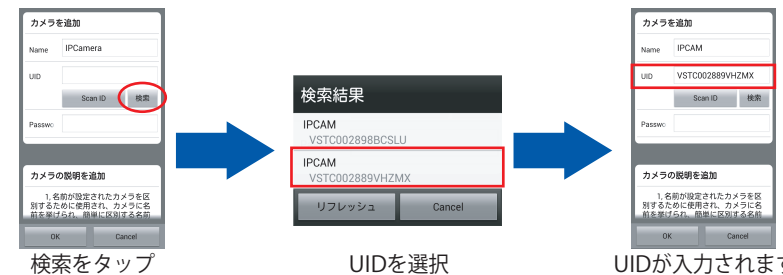 カメラを追加
Name IPCamera
UID
Scan ID 検索
Passwo
カメラの説明を追加
1,名前が設定されたカメラを区
別するために使用され、カメラに名
前を挙げられ、簡単に区別する名前
OK Cancel
検索をタップ
検索結果
IPCAM
VSTC002898BCSLU
IPCAM
VSTC002889VHZMX
リフレッシュ Cancel
UIDを選択
カメラを追加
Name IPCAM
UID VSTC002889VHZMX
Scan ID 検索
Passwo
カメラの説明を追加
1,名前が設定されたカメラを区
別するために使用され、カメラに名
前を挙げられ、簡単に区別する名前
OK Cancel
UIDが入力されます